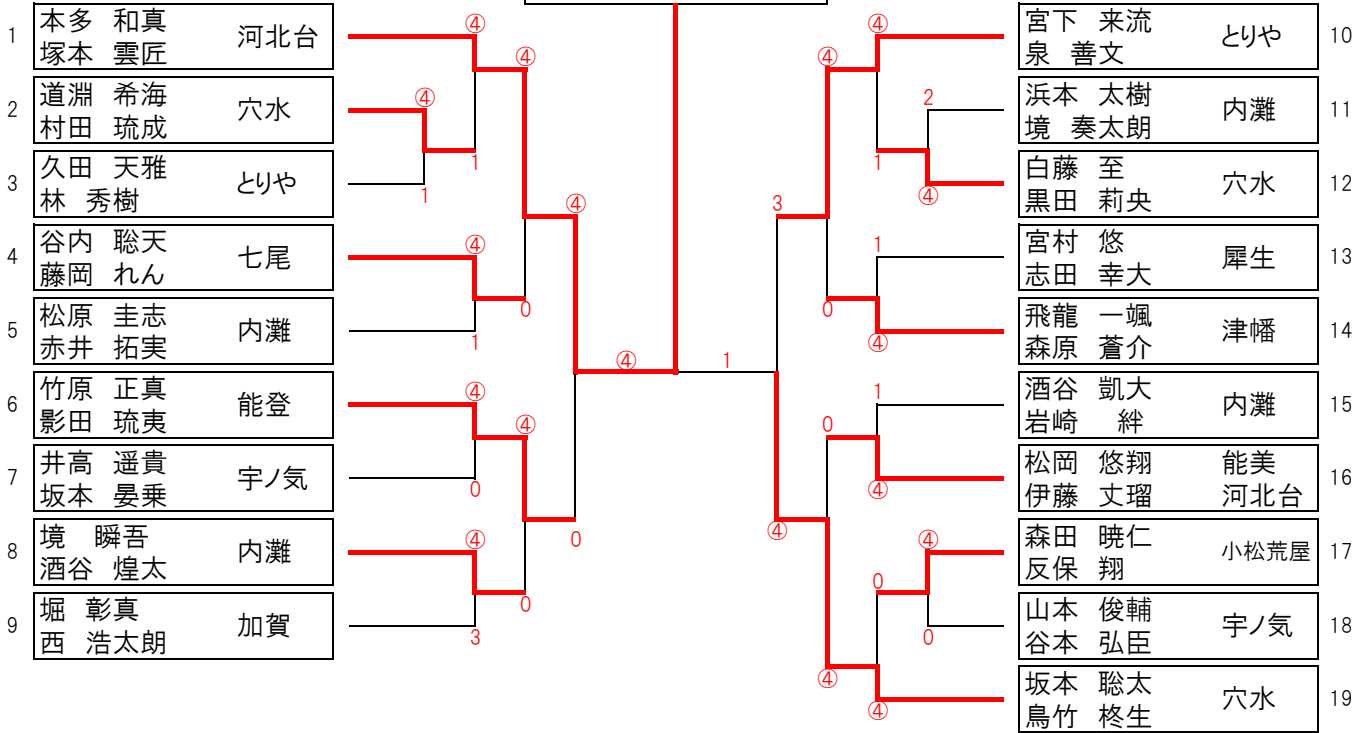 1 本多 和真 河北台
塚本 雲匠
2 道淵 希海 穴水
村田 琉成
3 久田 天雅 とりや
林 秀樹
4 谷内 聡天 七尾
藤岡 れん
5 松原 圭志 内灘
赤井 拓実
6 竹原 正真 能登
影田 琉夷
7 井高 遥貴 宇ノ気
坂本 晏乗
8 境 瞬吾 内灘
酒谷 煌太
9 堀 彰真 加賀
西 浩太朗
④
④
④
1
1
④
④
0
1
④
④
④
0
0
④
0
3
④
1
④
④
2
1
④
3
1
0
④
1
0
④
④
④
0
0
④
④
宮下 来流 とりや 10
泉 善文
浜本 太樹 内灘 11
境 奏太朗
白藤 至 穴水 12
黒田 莉央
宮村 悠 犀生 13
志田 幸大
飛龍 一颯 津幡 14
森原 蒼介
酒谷 凱大 内灘 15
岩崎 絆
松岡 悠翔 能美 16
伊藤 丈瑠 河北台
森田 暁仁 小松荒屋 17
反保 翔
山本 俊輔 宇ノ気 18
谷本 弘臣
坂本 聡太 穴水 19
鳥竹 柊生